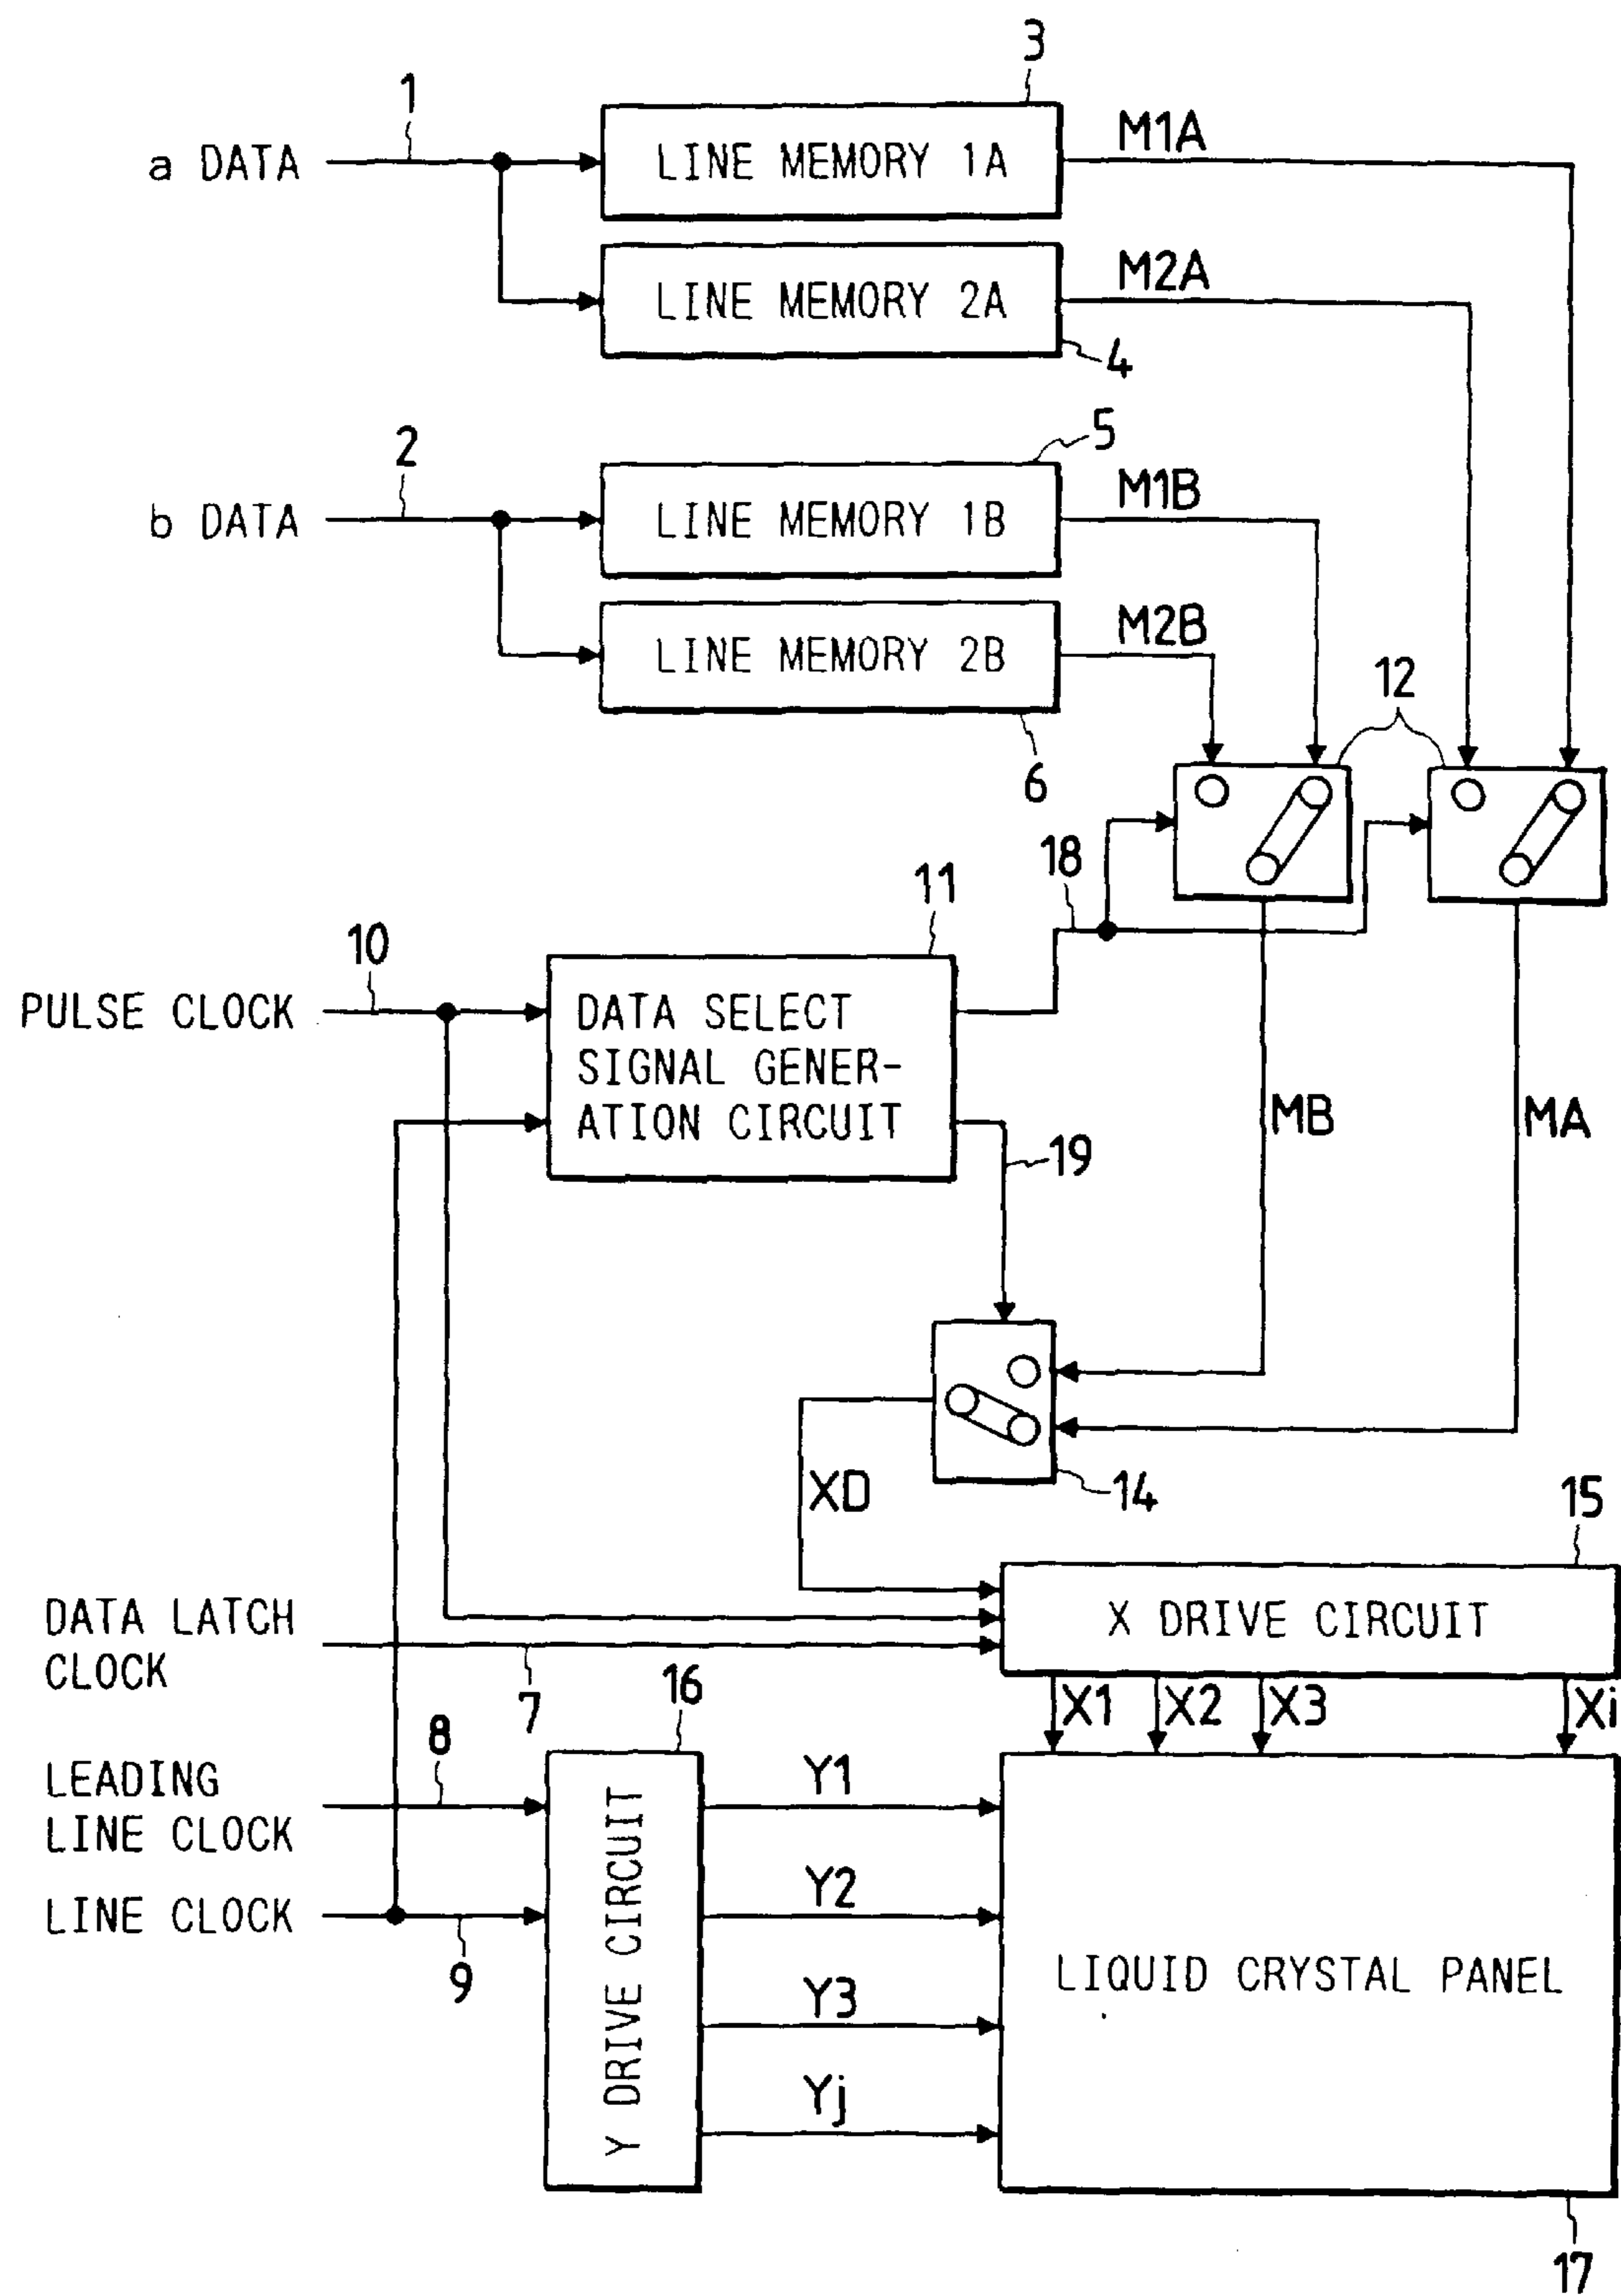 3
1
a DATA
LINE MEMORY 1A
M1A
LINE MEMORY 2A
M2A
4
5
2
b DATA
LINE MEMORY 1B
M1B
LINE MEMORY 2B
M2B
6
12
18
11
10
PULSE CLOCK
DATA SELECT
SIGNAL GENER-
ATION CIRCUIT
MB
MA
19
14
XD
15
DATA LATCH
CLOCK
7
X DRIVE CIRCUIT
X1
X2
X3
Xi
16
8
LEADING
LINE CLOCK
LINE CLOCK
9
Y DRIVE CIRCUIT
Y1
Y2
Y3
Yj
LIQUID CRYSTAL PANEL
17